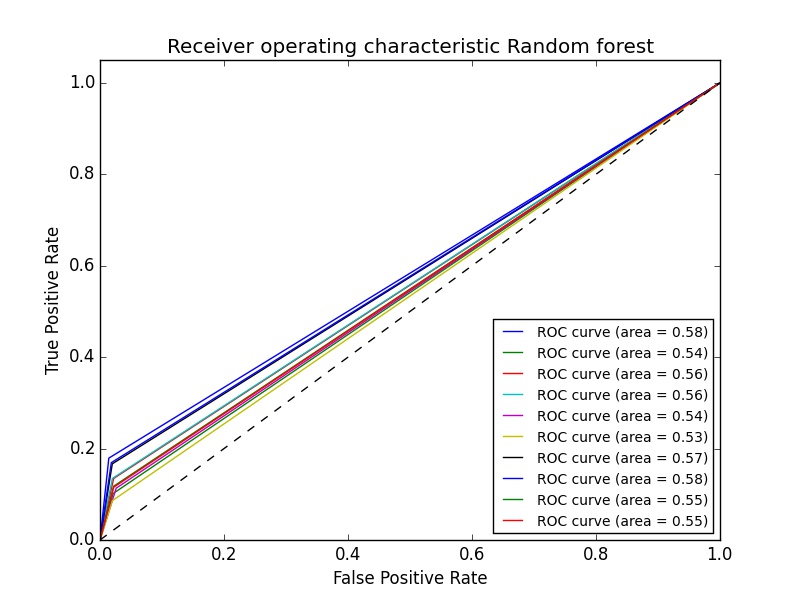 Receiver operating characteristic Random forest
True Positive Rate
1.0
0.8
0.6
0.4
0.2
0.0
0.0 0.2 0.4 0.6 0.8 1.0
False Positive Rate
ROC curve (area = 0.58)
ROC curve (area = 0.54)
ROC curve (area = 0.56)
ROC curve (area = 0.56)
ROC curve (area = 0.54)
ROC curve (area = 0.53)
ROC curve (area = 0.57)
ROC curve (area = 0.58)
ROC curve (area = 0.55)
ROC curve (area = 0.55)